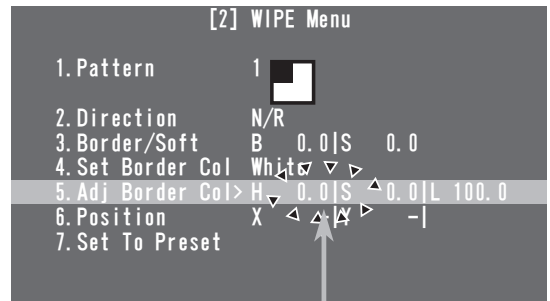 [2] WIPE Menu
1.Pattern 1
2.Direction N/R
3.Border/Soft B 0.0|S 0.0
4.Set Border Col White
5.Adj Border Col> H 0.0|S 0.0|L 100.0
6.Position X -|Y -|
7.Set To Preset